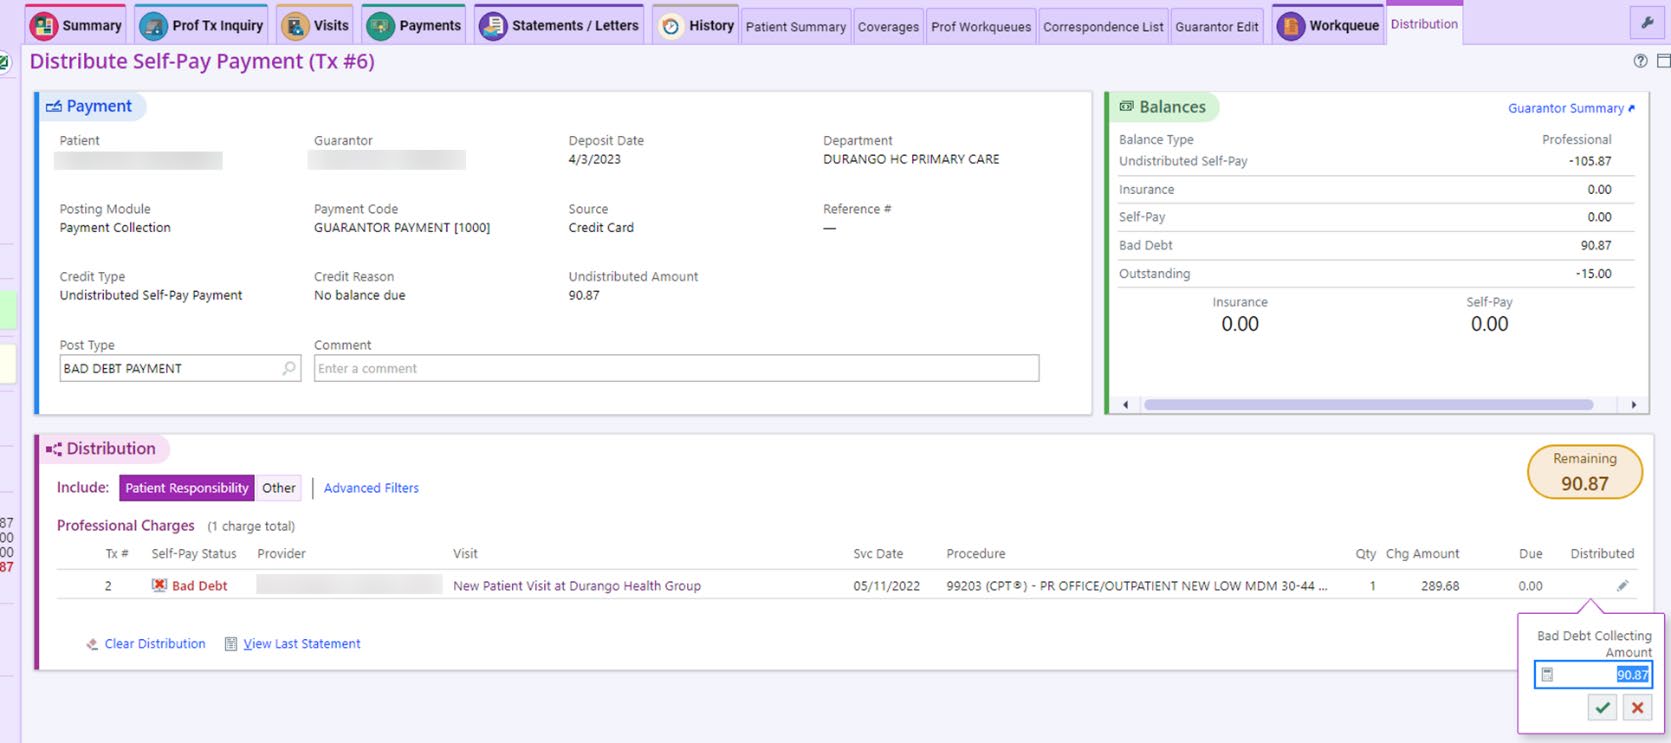 Summary Prof Tx Inquiry Visits Payments Statements / Letters History Patient Summary Coverages Prof Workqueues Correspondence List Guarantor Edit Workqueue Distribution
Distribute Self-Pay Payment (Tx #6)
Payment
Patient Guarantor Deposit Date Department
4/3/2023 DURANGO HC PRIMARY CARE
Posting Module Payment Code Source Reference #
Payment Collection GUARANTOR PAYMENT [1000] Credit Card —
Credit Type Credit Reason Undistributed Amount
Undistributed Self-Pay Payment No balance due 90.87
Post Type Comment
BAD DEBT PAYMENT Enter a comment
Balances Guarantor Summary
Balance Type Professional
Undistributed Self-Pay -105.87
Insurance 0.00
Self-Pay 0.00
Bad Debt 90.87
Outstanding -15.00
Insurance Self-Pay
0.00 0.00
Distribution
Remaining
90.87
Include: Patient Responsibility Other Advanced Filters
Professional Charges (1 charge total)
Tx # Self-Pay Status Provider Visit Svc Date Procedure Qty Chg Amount Due Distributed
2 Bad Debt New Patient Visit at Durango Health Group 05/11/2022 99203 (CPT®) - PR OFFICE/OUTPATIENT NEW LOW MDM 30-44 ... 1 289.68 0.00
Clear Distribution View Last Statement
Bad Debt Collecting
Amount
90.87
87
00
00
87